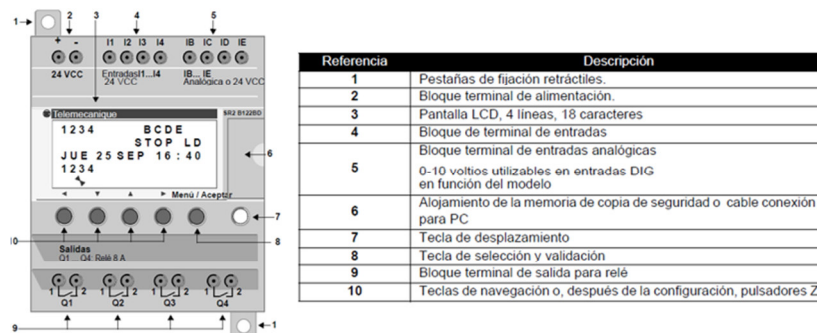 1
2
3
4
5
+ -
I1 I2 I3 I4
IB IC ID IE
24 VCC
EntradasI1...I4
24 VCC
IB... IE
Analógica o 24 VCC
Telemecanique
SR2 B122BD
1234 BCDE
STOP LD
JUE 25 SEP 16 : 40
1234
6
Menú / Aceptar
7
10
8
Salidas
Q1... Q4: Relé 8 A
1 2 1 2 1 2 1 2
Q1 Q2 Q3 Q4
9
1
Referencia Descripción
1 Pestañas de fijación retráctiles.
2 Bloque terminal de alimentación.
3 Pantalla LCD, 4 líneas, 18 caracteres
4 Bloque de terminal de entradas
5 Bloque terminal de entradas analógicas
0-10 voltios utilizables en entradas DIG
en función del modelo
6 Alojamiento de la memoria de copia de seguridad o cable conexión
para PC
7 Tecla de desplazamiento
8 Tecla de selección y validación
9 Bloque terminal de salida para relé
10 Teclas de navegación o, después de la configuración, pulsadores Z